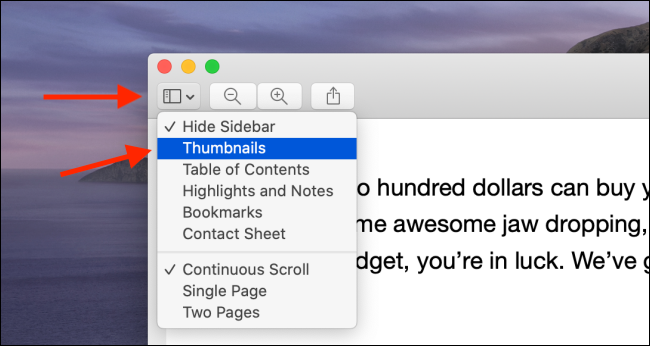 Hide Sidebar
Thumbnails
Table of Contents
Highlights and Notes
Bookmarks
Contact Sheet
Continuous Scroll
Single Page
Two Pages
o hundred dollars can buy y
me awesome jaw dropping,
dget, you're in luck. We've g